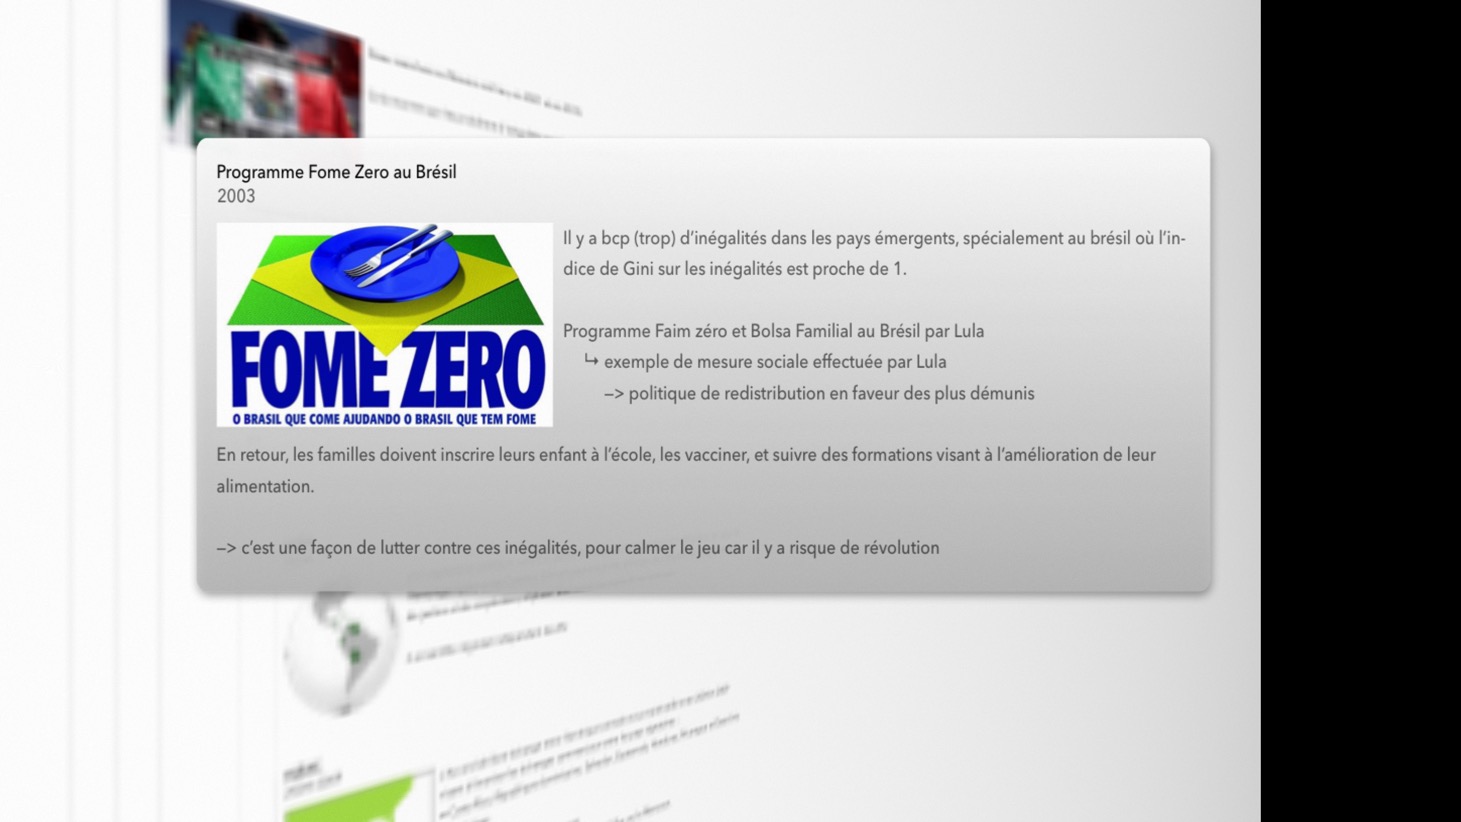 Programme Fome Zero au Brésil
2003
Il y a bcp (trop) d'inégalités dans les pays émergents, spécialement au brésil où l'in-
dice de Gini sur les inégalités est proche de 1.
Programme Faim zéro et Bolsa Familial au Brésil par Lula
↳ exemple de mesure sociale effectuée par Lula
—> politique de redistribution en faveur des plus démunis
FOME ZERO
O BRASIL QUE COME AJUDANDO O BRASIL QUE TEM FOME
En retour, les familles doivent inscrire leurs enfant à l'école, les vacciner, et suivre des formations visant à l'amélioration de leur
alimentation.
—> c'est une façon de lutter contre ces inégalités, pour calmer le jeu car il y a risque de révolution